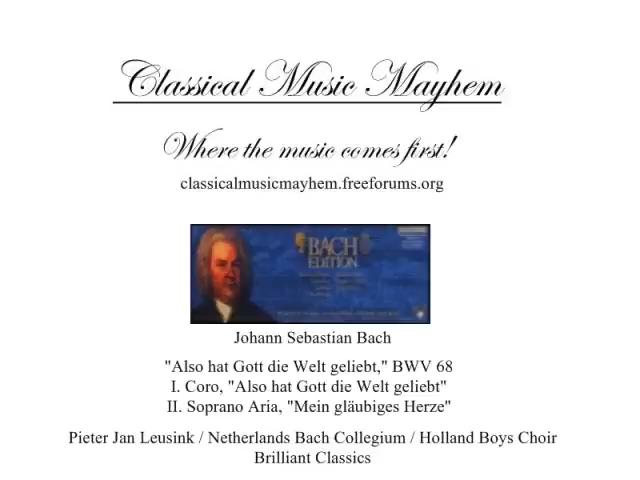 Classical Music Mayhem
Where the music comes first!
classicalmusicmayhem.freeforums.org
BACH
EDITION
Johann Sebastian Bach
"Also hat Gott die Welt geliebt," BWV 68
I. Coro, "Also hat Gott die Welt geliebt"
II. Soprano Aria, "Mein gläubiges Herze"
Pieter Jan Leusink / Netherlands Bach Collegium / Holland Boys Choir
Brilliant Classics